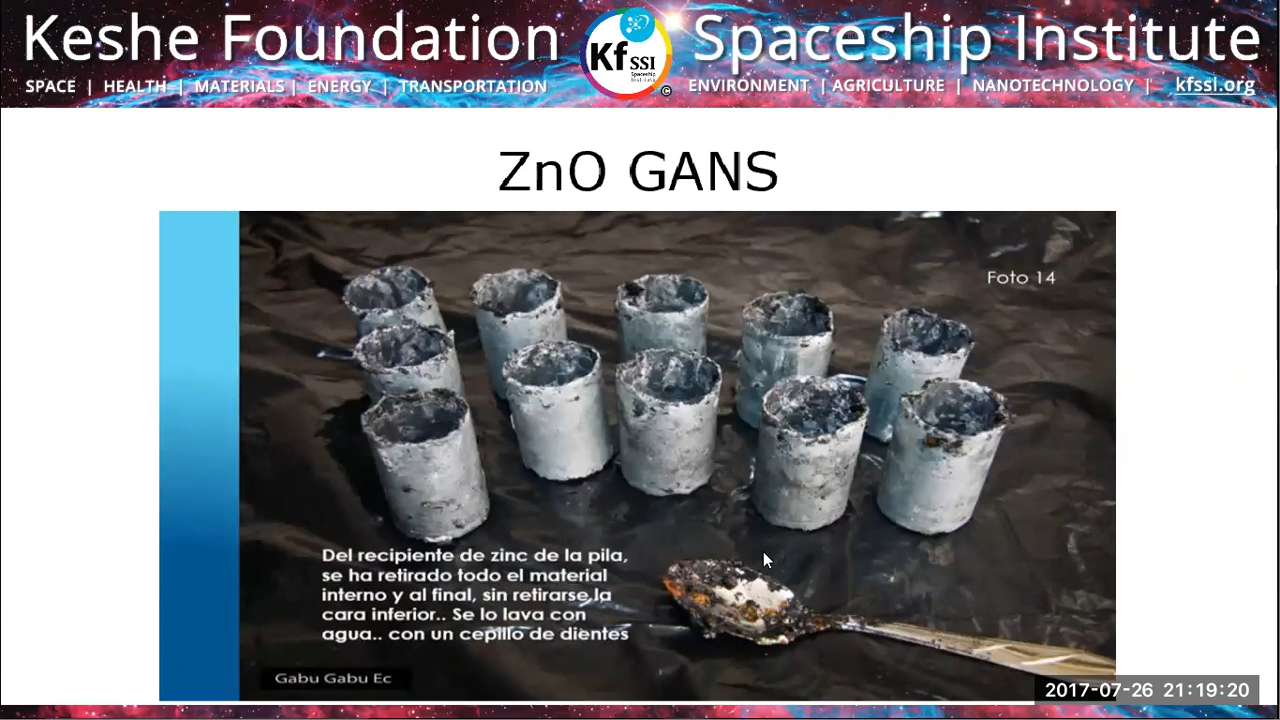 Keshe Foundation
Kf SSI
Spaceship
Institute
©
Spaceship Institute
SPACE | HEALTH | MATERIALS | ENERGY | TRANSPORTATION
ENVIRONMENT | AGRICULTURE | NANOTECHNOLOGY | kfssi.org
ZnO GANS
Foto 14
Del recipiente de zinc de la pila,
se ha retirado todo el material
interno y al final, sin retirarse la
cara inferior.. Se lo lava con
agua.. con un cepillo de dientes
Gabu Gabu Ec
2017-07-26 21:19:20